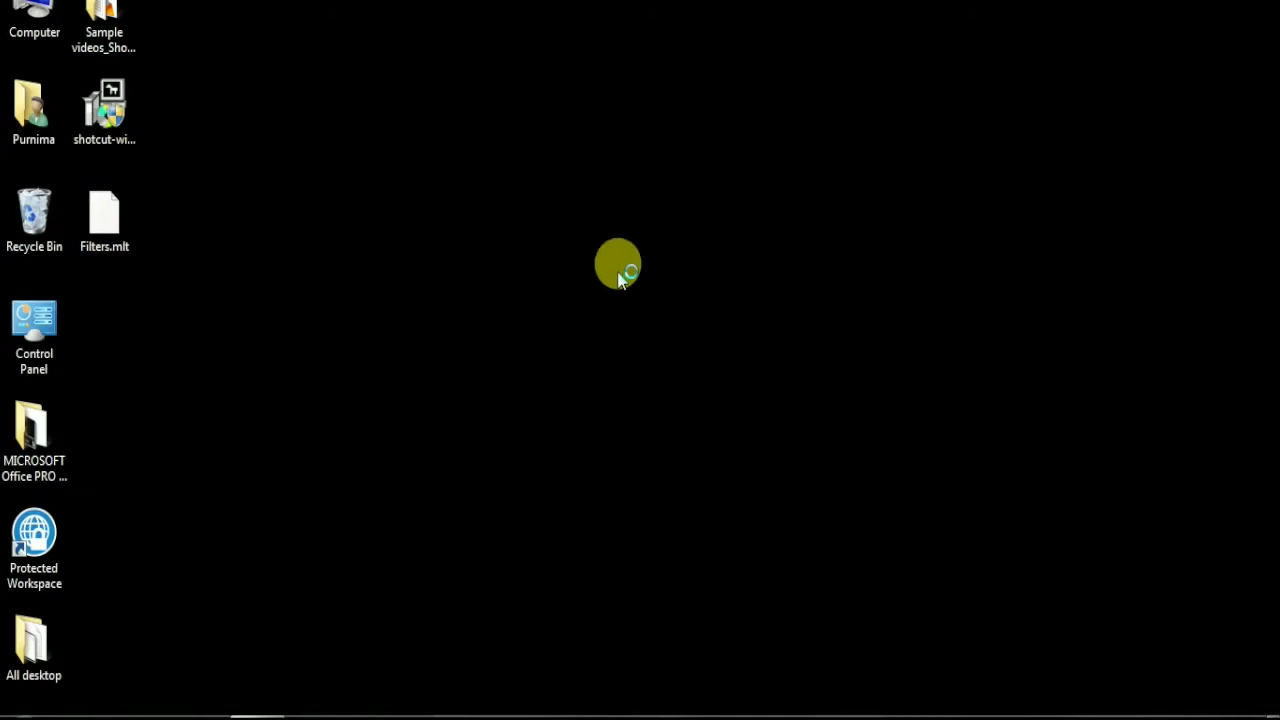 Computer
Sample
videos_Sho...
Purnima
shotcut-wi...
Recycle Bin
Filters.mlt
Control
Panel
MICROSOFT
Office PRO ...
Protected
Workspace
All desktop